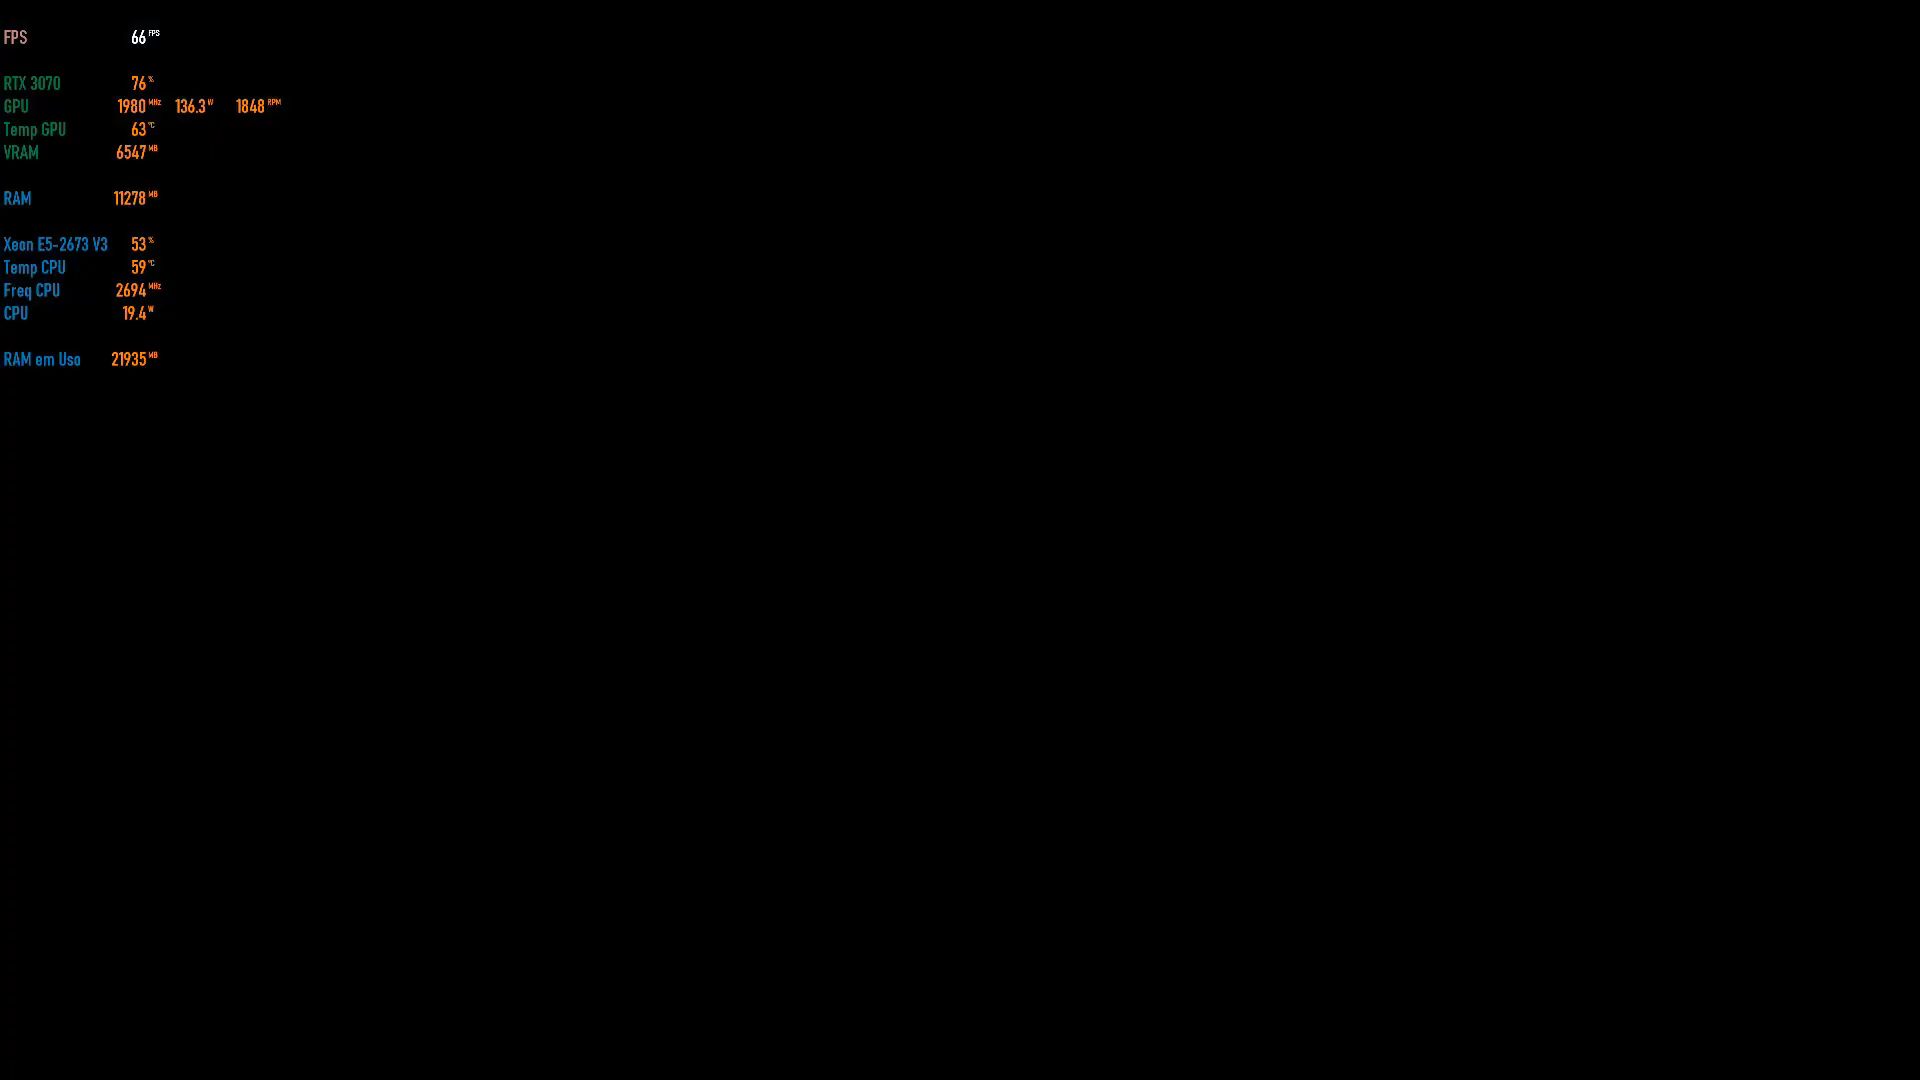 FPS 66 FPS
RTX 3070 76 %
GPU 1980 MHz 136.3 W 1848 RPM
Temp GPU 63 °C
VRAM 6547 MB
RAM 11278 MB
Xeon E5-2673 V3 53 %
Temp CPU 59 °C
Freq CPU 2694 MHz
CPU 19.4 W
RAM em Uso 21935 MB